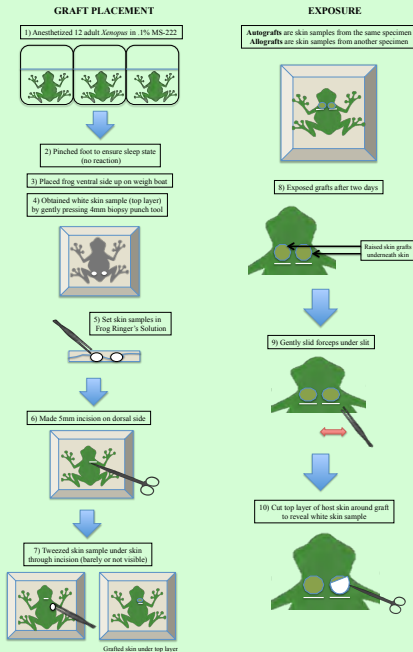 GRAFT PLACEMENT
1) Anesthetized 12 adult Xenopus in .1% MS-222
2) Pinched foot to ensure sleep state
(no reaction)
3) Placed frog ventral side up on weigh boat
4) Obtained white skin sample (top layer)
by gently pressing 4mm biopsy punch tool
5) Set skin samples in
Frog Ringer's Solution
6) Made 5mm incision on dorsal side
7) Tweezed skin sample under skin
through incision (barely or not visible)
Grafted skin under top layer
EXPOSURE
Autografts are skin samples from the same specimen
Allografts are skin samples from another specimen
8) Exposed grafts after two days
Raised skin grafts
underneath skin
9) Gently slid forceps under slit
10) Cut top layer of host skin around graft
to reveal white skin sample